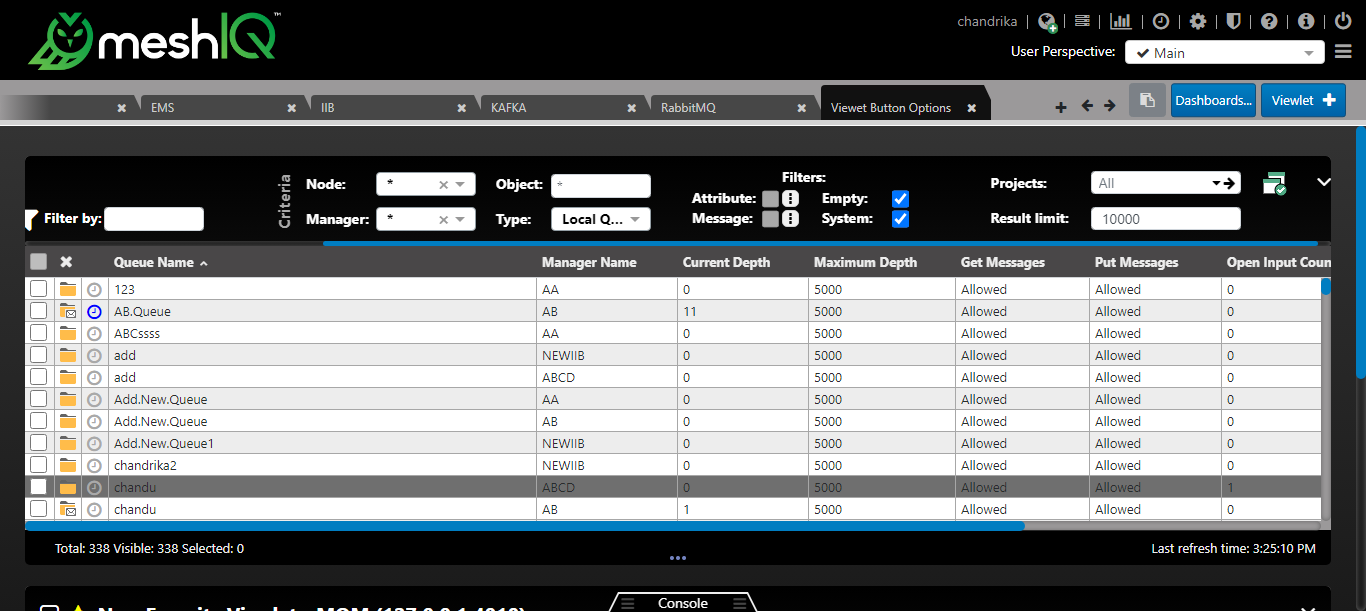 meshIQ™
chandrika
User Perspective: Main
EMS IIB KAFKA RabbitMQ Viewet Button Options Dashboards... Viewlet
Filter by:
Criteria
Node: * Object: *
Manager: * Type: Local Q...
Filters:
Attribute: Empty:
Message: System:
Projects: All
Result limit: 10000
Queue Name Manager Name Current Depth Maximum Depth Get Messages Put Messages Open Input Coun
123 AA 0 5000 Allowed Allowed 0
AB.Queue AB 11 5000 Allowed Allowed 0
ABCssss AA 0 5000 Allowed Allowed 0
add NEWIIB 0 5000 Allowed Allowed 0
add ABCD 0 5000 Allowed Allowed 0
Add.New.Queue AA 0 5000 Allowed Allowed 0
Add.New.Queue AB 0 5000 Allowed Allowed 0
Add.New.Queue1 NEWIIB 0 5000 Allowed Allowed 0
chandrika2 NEWIIB 0 5000 Allowed Allowed 0
chandu ABCD 0 5000 Allowed Allowed 1
chandu AB 1 5000 Allowed Allowed 0
Total: 338 Visible: 338 Selected: 0
Last refresh time: 3:25:10 PM
Console